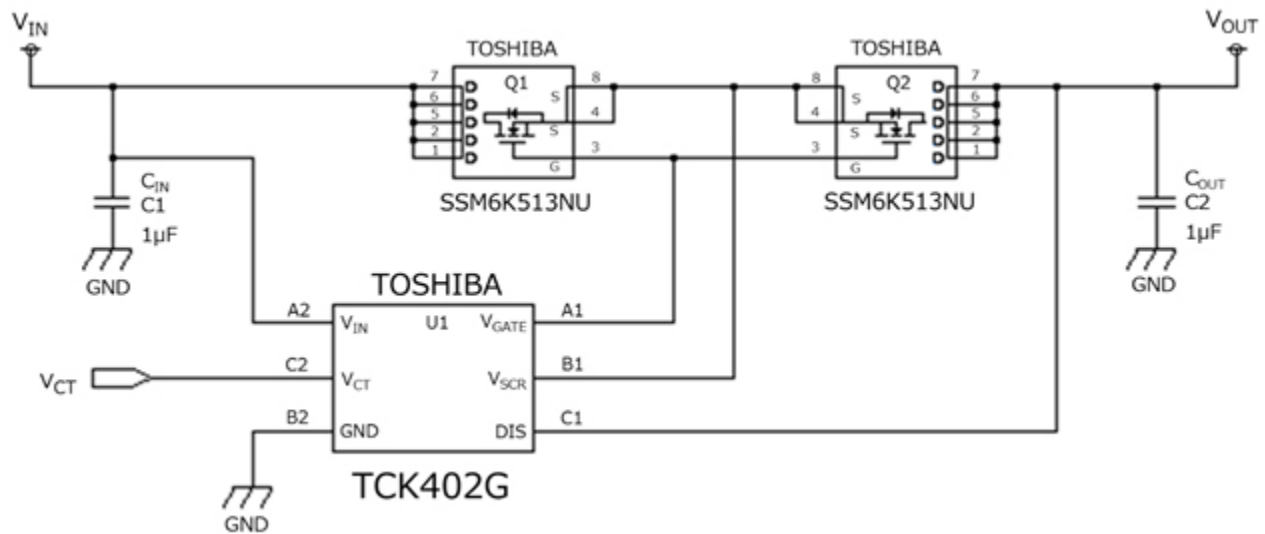 VIN
VOUT
TOSHIBA
TOSHIBA
7
6
5
2
1
Q1
S
S
G
8
4
3
8
4
3
Q2
S
S
G
7
6
5
2
1
SSM6K513NU
SSM6K513NU
CIN
C1
1µF
GND
COUT
C2
1µF
GND
TOSHIBA
A2
VIN
U1
VGATE
A1
VCT
C2
VCT
VSCR
B1
B2
GND
DIS
C1
TCK402G
GND